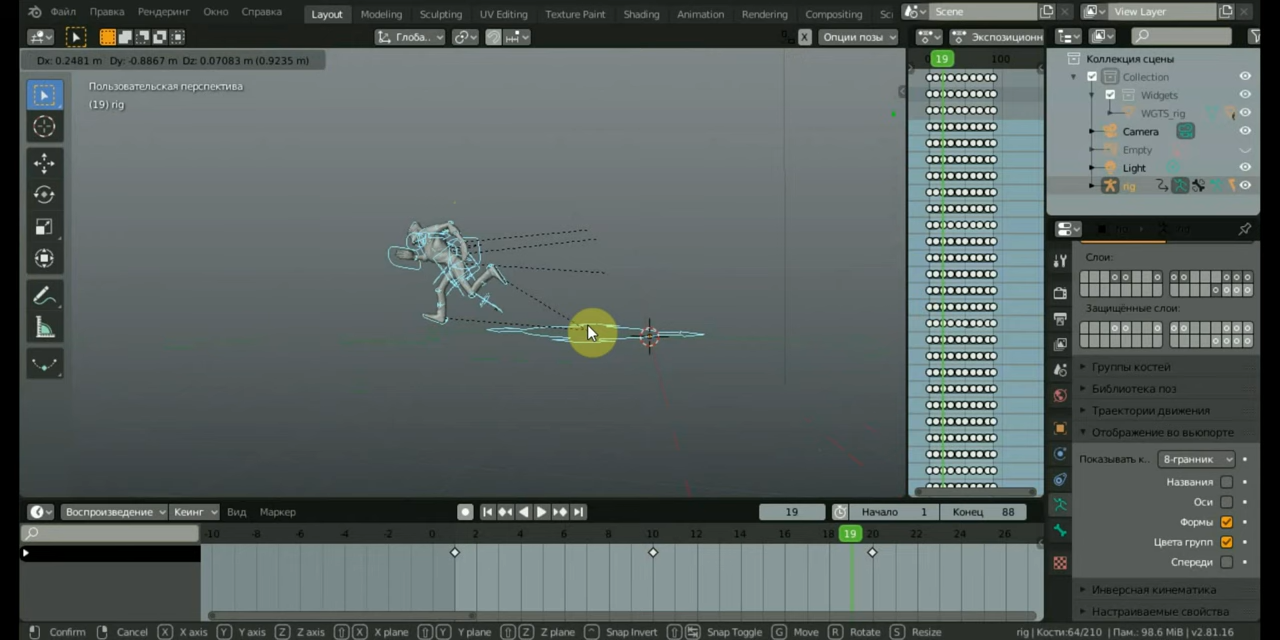 Файл Правка Рендеринг Окно Справка Layout Modeling Sculpting UV Editing Texture Paint Shading Animation Rendering Compositing Sc Scene View Layer
Глоба.. Опции позы Экспозиционн
Dx: 0.2481 m Dy: -0.8867 m Dz: 0.07083 m (0.9235 m)
19 100
Коллекция сцены
Пользовательская перспектива
(19) rig
Collection
Widgets
WGTS_rig
Camera
Empty
Light
rig
Слои:
Защищённые слои:
Группы костей
Библиотека поз
Траектории движения
Отображение во вьюпорте
Показывать к.. 8-гранник
Названия
Оси
Формы
Цвета групп
Спереди
Инверсная кинематика
Настраиваемые свойства
Воспроизведение Кеинг Вид Маркер 19 Начало 1 Конец 88
-10 -8 -6 -4 -2 0 2 4 6 8 10 12 14 16 18 19 20 22 24 26
Confirm Cancel X X axis Y Y axis Z Z axis X X plane Y Y plane Z Z plane Snap Invert Snap Toggle G Move R Rotate S Resize rig | Кости:64/210 | Пам.: 98.6 MiB | v2.81.16